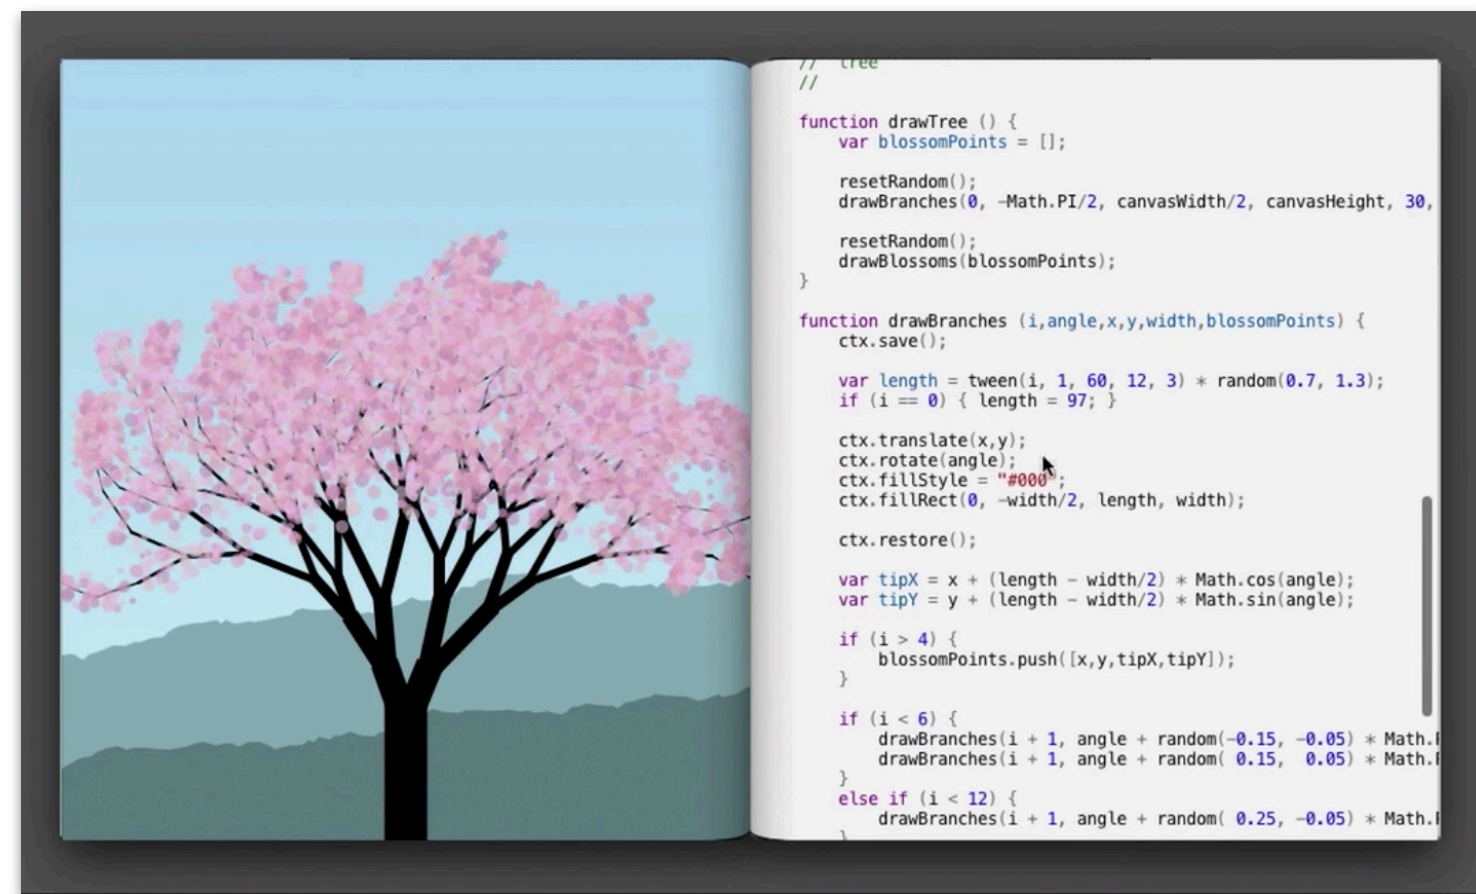 // tree
//
function drawTree () {
var blossomPoints = [];
resetRandom();
drawBranches(0, -Math.PI/2, canvasWidth/2, canvasHeight, 30,
resetRandom();
drawBlossoms(blossomPoints);
}
function drawBranches (i,angle,x,y,width,blossomPoints) {
ctx.save();
var length = tween(i, 1, 60, 12, 3) * random(0.7, 1.3);
if (i == 0) { length = 97; }
ctx.translate(x,y);
ctx.rotate(angle);
ctx.fillStyle = "#000";
ctx.fillRect(0, -width/2, length, width);
ctx.restore();
var tipX = x + (length - width/2) * Math.cos(angle);
var tipY = y + (length - width/2) * Math.sin(angle);
if (i > 4) {
blossomPoints.push([x,y,tipX,tipY]);
}
if (i < 6) {
drawBranches(i + 1, angle + random(-0.15, -0.05) * Math.
drawBranches(i + 1, angle + random( 0.15,  0.05) * Math.
}
else if (i < 12) {
drawBranches(i + 1, angle + random( 0.25, -0.05) * Math.
}